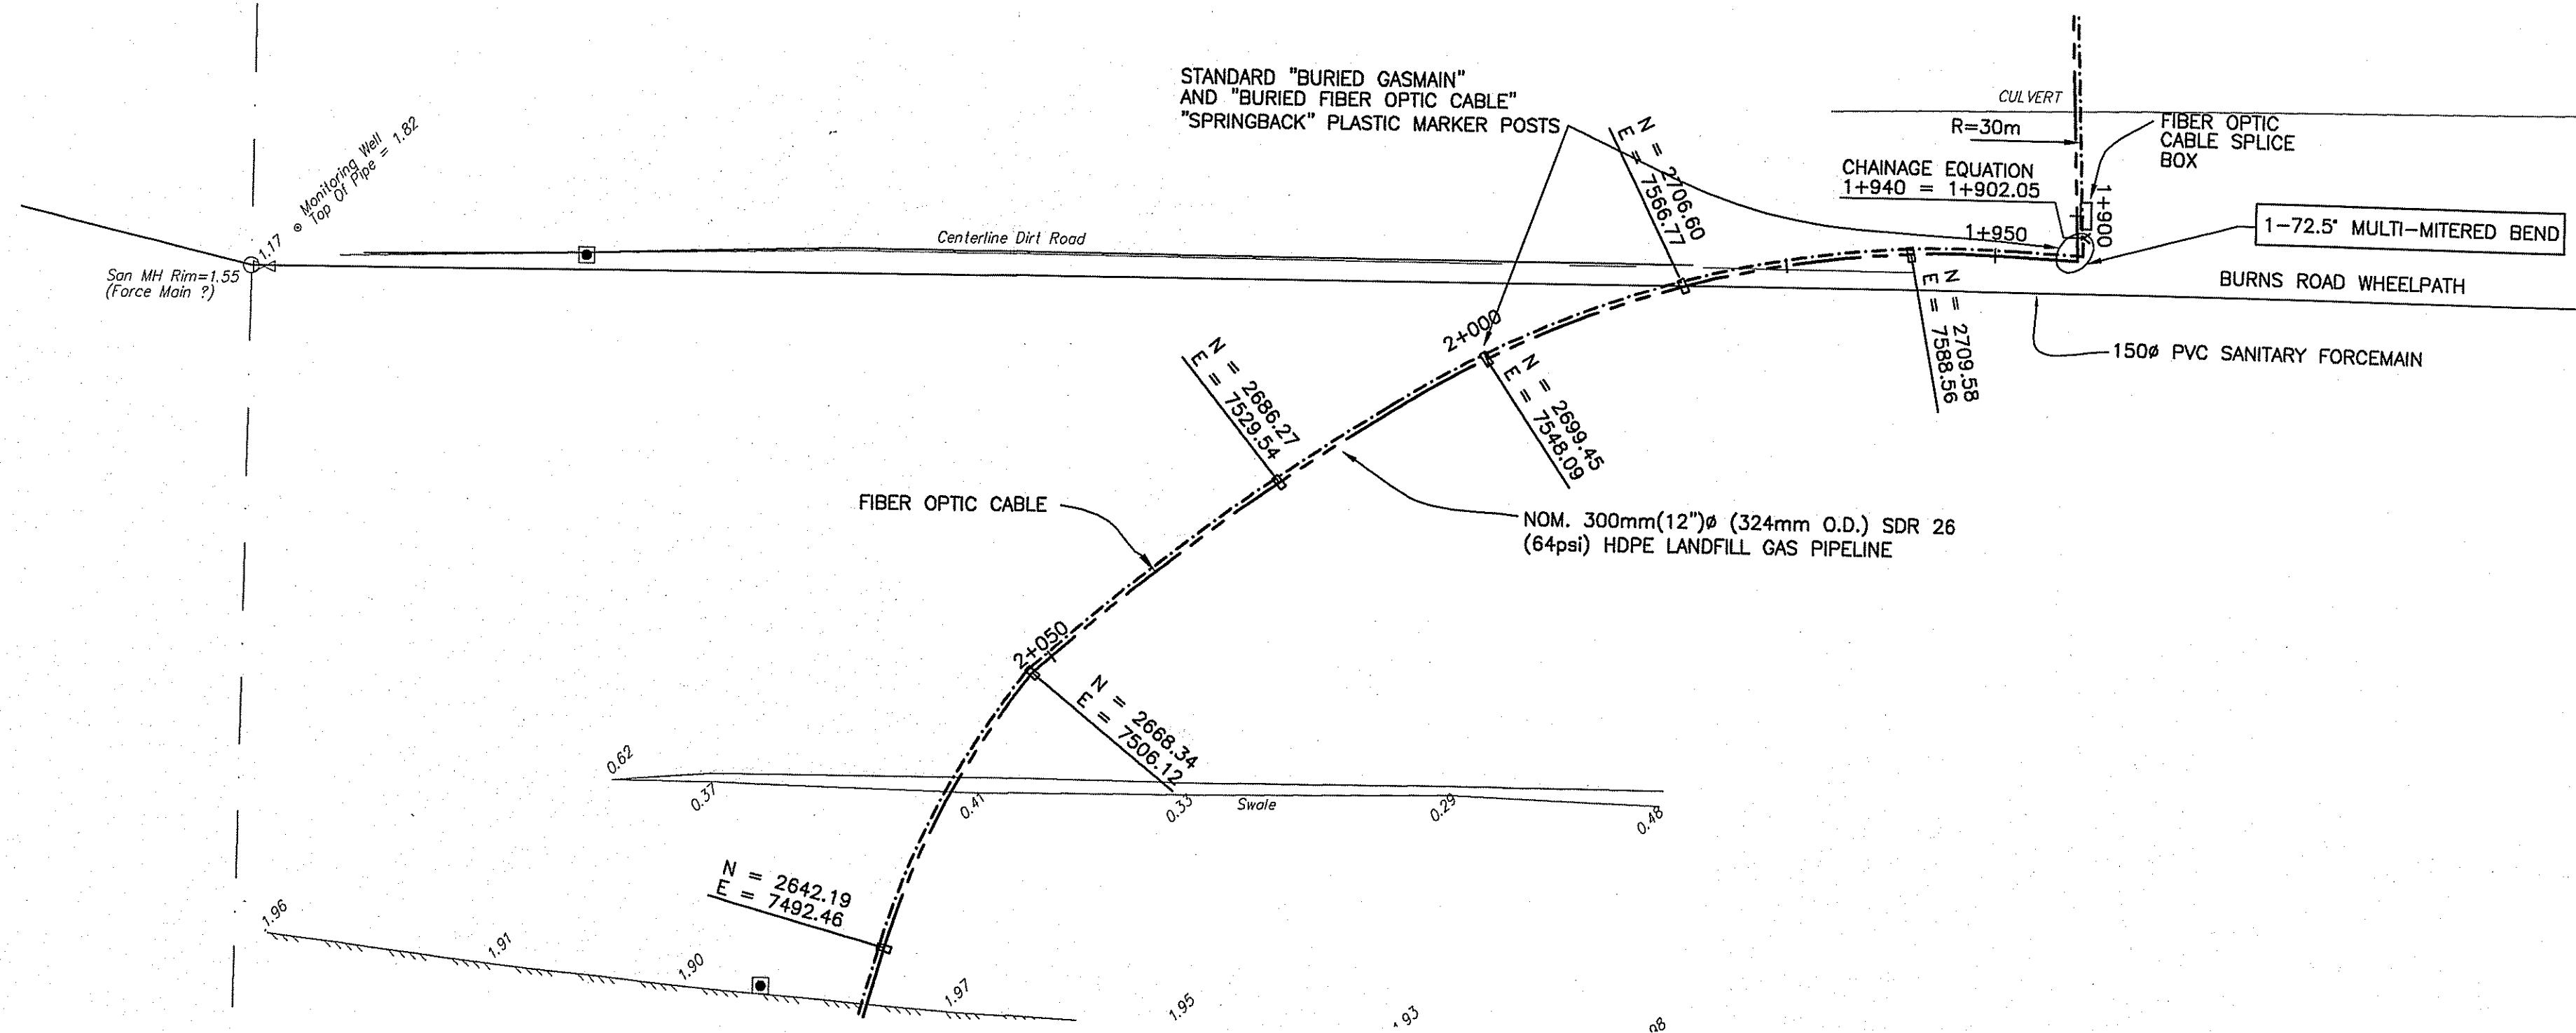 STANDARD "BURIED GASMAIN"
AND "BURIED FIBER OPTIC CABLE"
"SPRINGBACK" PLASTIC MARKER POSTS
CULVERT
R=30m
FIBER OPTIC
CABLE SPLICE
BOX
CHAINAGE EQUATION
1+940 = 1+902.05
1+900
1+950
1-72.5° MULTI-MITERED BEND
BURNS ROAD WHEELPATH
150ø PVC SANITARY FORCEMAIN
Monitoring Well
Top Of Pipe = 1.82
1.17
San MH Rim=1.55
(Force Main ?)
Centerline Dirt Road
N = 2706.60
E = 7566.77
N = 2709.58
E = 7588.56
2+000
N = 2699.45
E = 7548.09
N = 2686.27
E = 7529.54
FIBER OPTIC CABLE
NOM. 300mm(12")ø (324mm O.D.) SDR 26
(64psi) HDPE LANDFILL GAS PIPELINE
2+050
N = 2668.34
E = 7506.12
0.62
0.37
0.41
0.33
Swale
0.29
0.48
N = 2642.19
E = 7492.46
1.96
1.91
1.90
1.97
1.95
.93
98